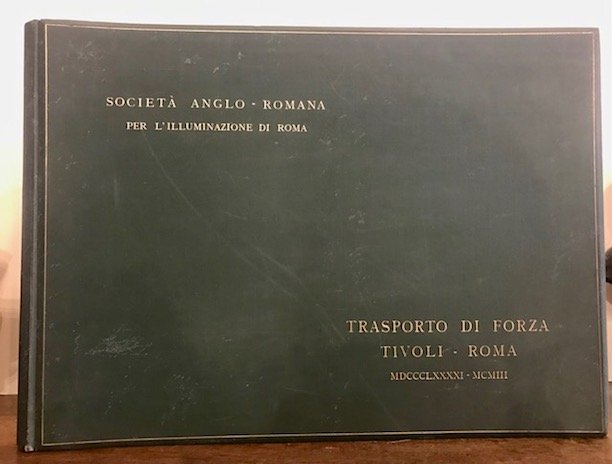 SOCIETÀ ANGLO - ROMANA
PER L'ILLUMINAZIONE DI ROMA
TRASPORTO DI FORZA
TIVOLI - ROMA
MDCCCLXXXXI - MCMIII